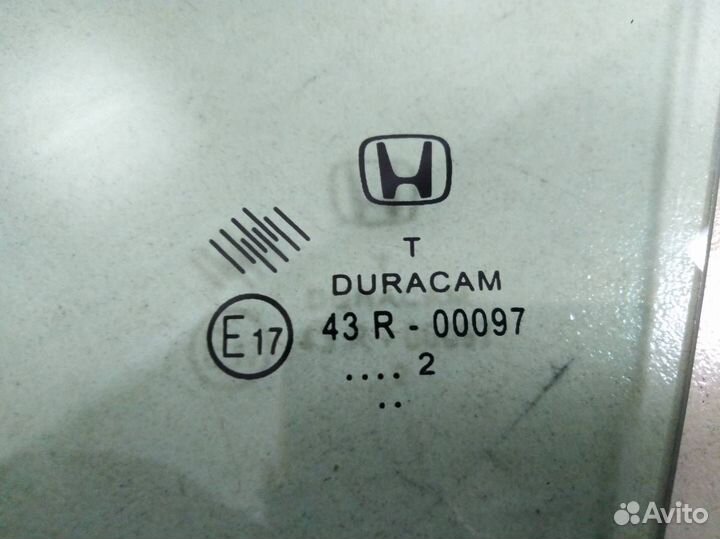 T
DURACAM
E17 43 R - 00097
.... 2
..
Avito